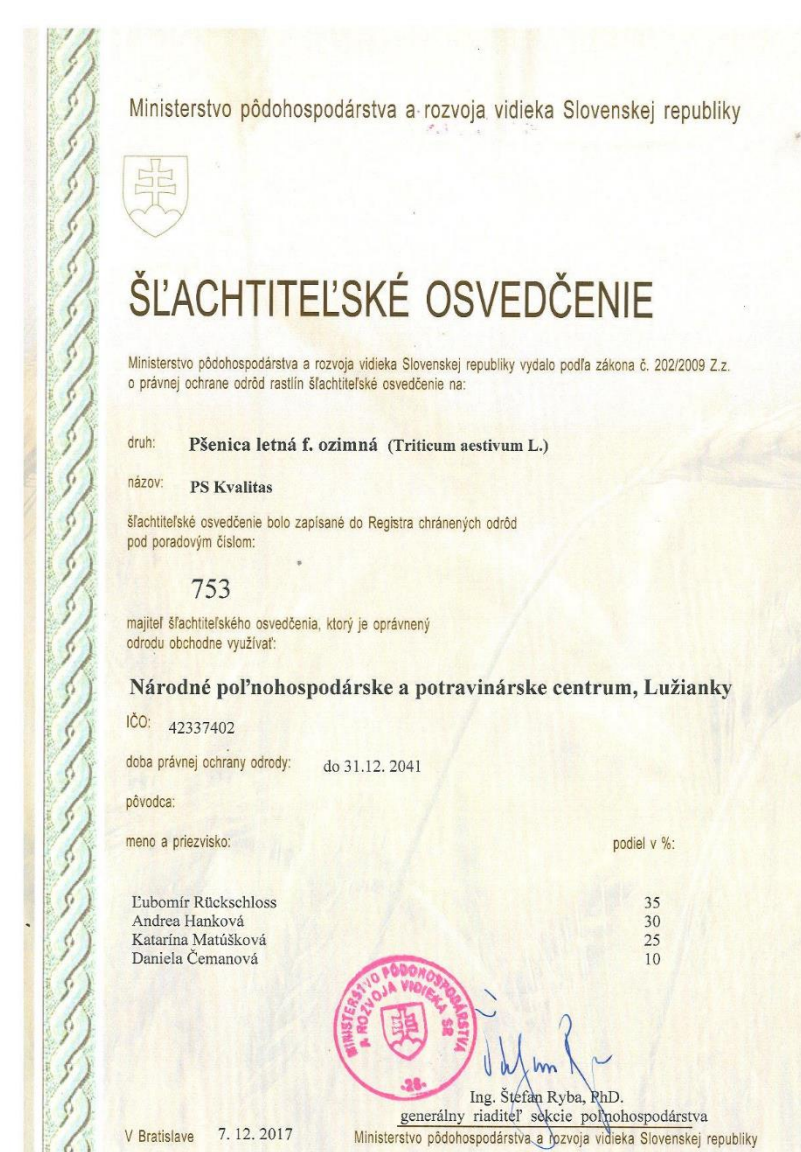 Ministerstvo pôdohospodárstva a rozvoja vidieka Slovenskej republiky
ŠĽACHTITEĽSKÉ OSVEDČENIE
Ministerstvo pôdohospodárstva a rozvoja vidieka Slovenskej republiky vydalo podľa zákona č. 202/2009 Z.z.
o právnej ochrane odrôd rastlín šľachtiteľské osvedčenie na:
druh: Pšenica letná f. ozimná (Triticum aestivum L.)
názov: PS Kvalitas
šľachtiteľské osvedčenie bolo zapísané do Registra chránených odrôd
pod poradovým číslom:
753
majiteľ šľachtiteľského osvedčenia, ktorý je oprávnený
odrodu obchodne využívať:
Národné poľnohospodárske a potravinárske centrum, Lužianky
IČO: 42337402
doba právnej ochrany odrody: do 31.12. 2041
pôvodca:
meno a priezvisko: podiel v %:
Ľubomír Rückschloss 35
Andrea Hanková 30
Katarína Matúšková 25
Daniela Čemanová 10
MINISTERSTVO PÔDOHOSPODÁRSTVA
A ROZVOJA VIDIEKA SR
-26-
Ing. Štefan Ryba, PhD.
generálny riaditeľ sekcie poľnohospodárstva
V Bratislave 7. 12. 2017 Ministerstvo pôdohospodárstva a rozvoja vidieka Slovenskej republiky